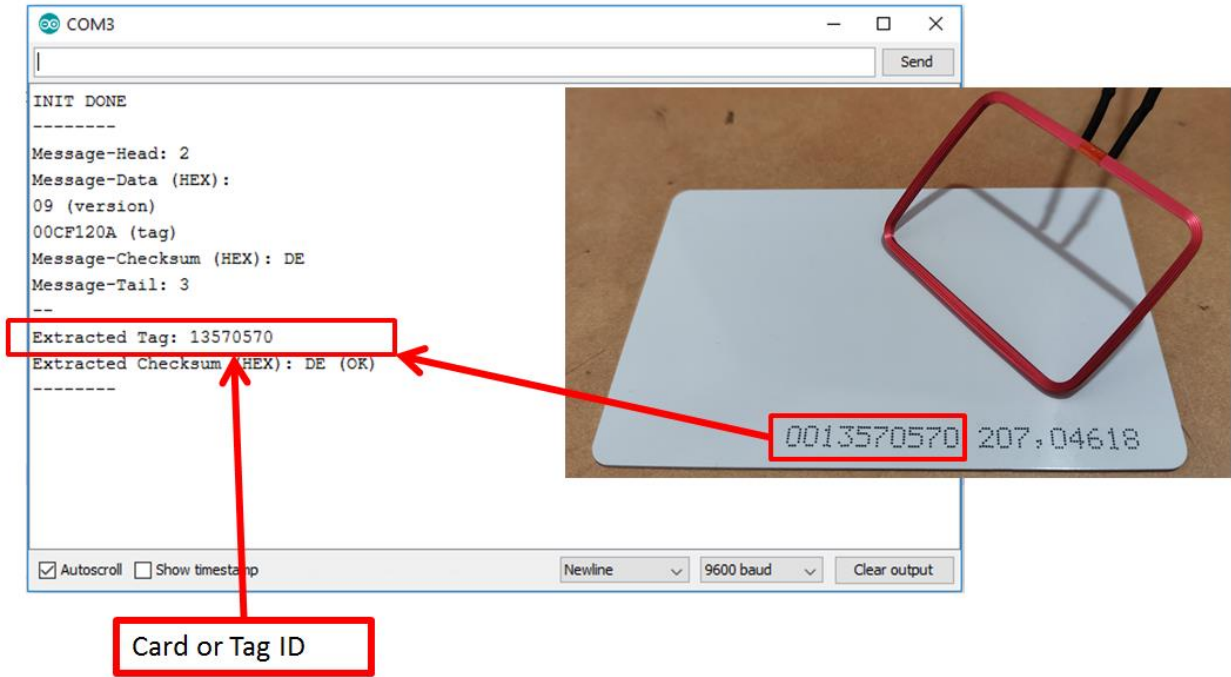 COM3
Send
INIT DONE
--------
Message-Head: 2
Message-Data (HEX):
09 (version)
00CF120A (tag)
Message-Checksum (HEX): DE
Message-Tail: 3
--
Extracted Tag: 13570570
Extracted Checksum (HEX): DE (OK)
--------
0013570570 207,04618
Autoscroll Show timestamp Newline 9600 baud Clear output
Card or Tag ID